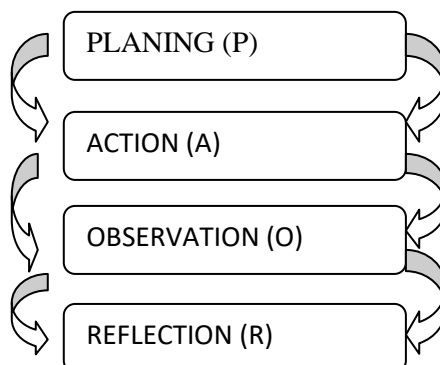 PLANING (P)
ACTION (A)
OBSERVATION (O)
REFLECTION (R)